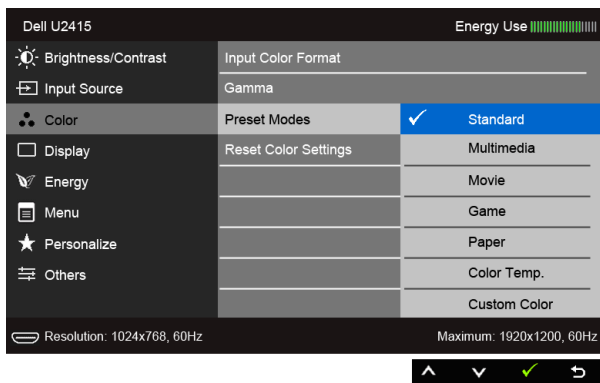 Dell U2415 Energy Use
Brightness/Contrast Input Color Format
Input Source Gamma
Color Preset Modes Standard
Display Reset Color Settings Multimedia
Energy Movie
Menu Game
Personalize Paper
Others Color Temp.
Custom Color
Resolution: 1024x768, 60Hz Maximum: 1920x1200, 60Hz